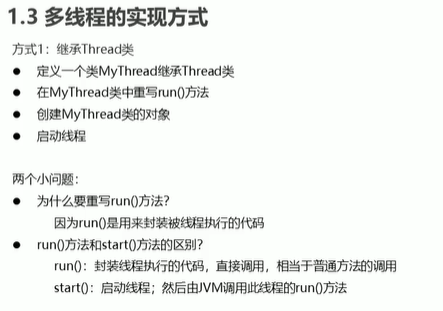 1.3 多线程的实现方式
方式1：继承Thread类
● 定义一个类MyThread继承Thread类
● 在MyThread类中重写run()方法
● 创建MyThread类的对象
● 启动线程
两个小问题：
● 为什么要重写run()方法？
因为run()是用来封装被线程执行的代码
● run()方法和start()方法的区别？
run()：封装线程执行的代码，直接调用，相当于普通方法的调用
start()：启动线程；然后由JVM调用此线程的run()方法